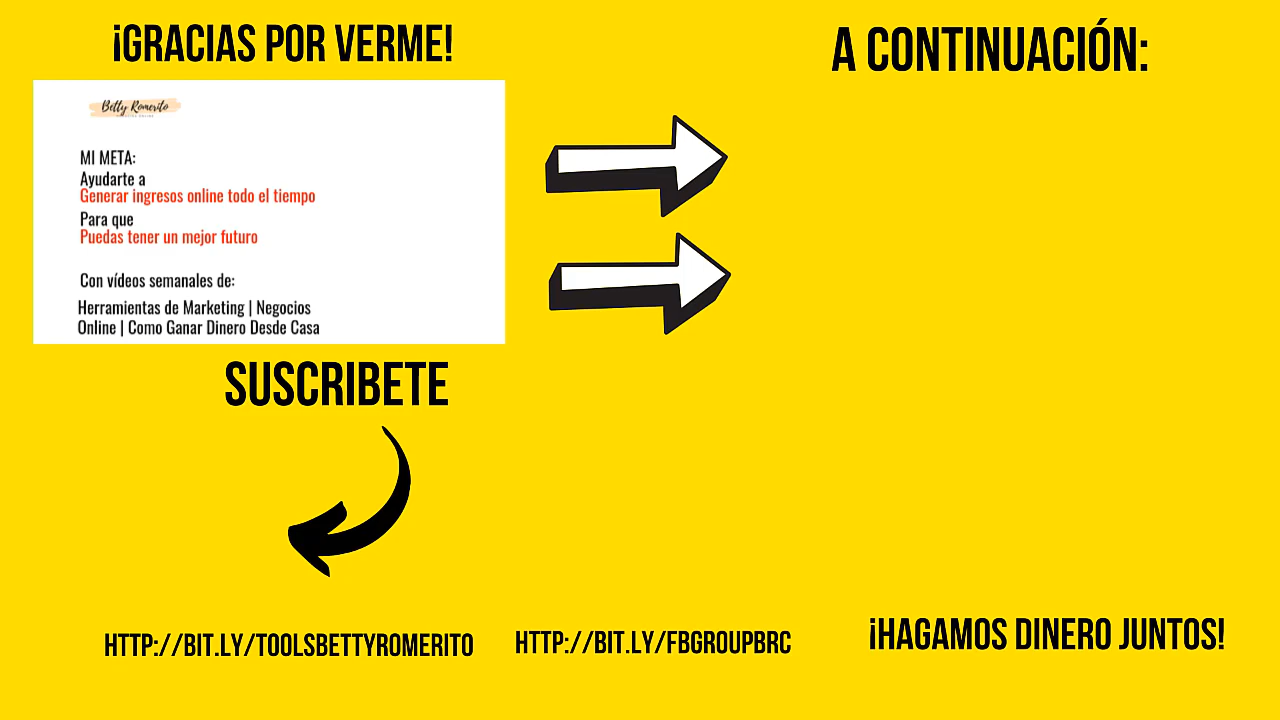 ¡GRACIAS POR VERME!
A CONTINUACIÓN:
Betty Romerito
MI META:
Ayudarte a
Generar ingresos online todo el tiempo
Para que
Puedas tener un mejor futuro
Con vídeos semanales de:
Herramientas de Marketing | Negocios
Online | Como Ganar Dinero Desde Casa
SUSCRIBETE
HTTP://BIT.LY/TOOLSBETTYROMERITO
HTTP://BIT.LY/FBGROUPBRC
¡HAGAMOS DINERO JUNTOS!